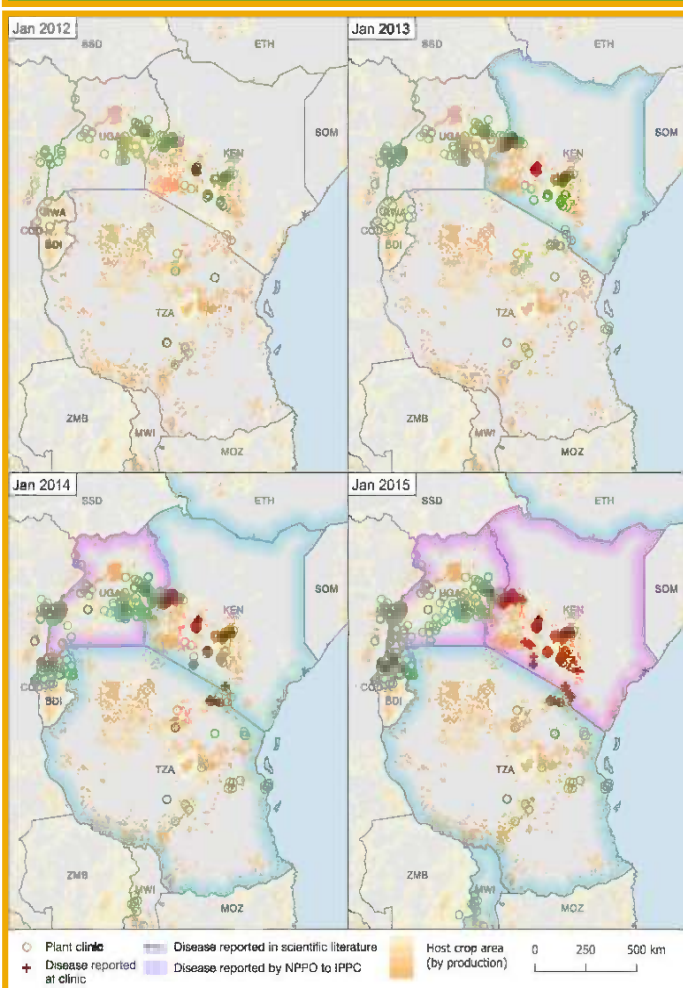 Jan 2012
SSD
ETH
UGA
KEN
SOM
RWA
COD
BDI
TZA
ZMB
MWI
MOZ
Jan 2013
SSD
ETH
UGA
KEN
SOM
RWA
BDI
TZA
ZMB
MWI
MOZ
Jan 2014
SSD
ETH
UGA
KEN
SOM
BDI
TZA
ZMB
MWI
MOZ
Jan 2015
SSD
ETH
UGA
KEN
SOM
BDI
TZA
ZMB
MWI
MOZ
Plant clinic
Disease reported
at clinic
Disease reported in scientific literature
Disease reported by NPPO to IPPC
Host crop area
(by production)
0 250 500 km